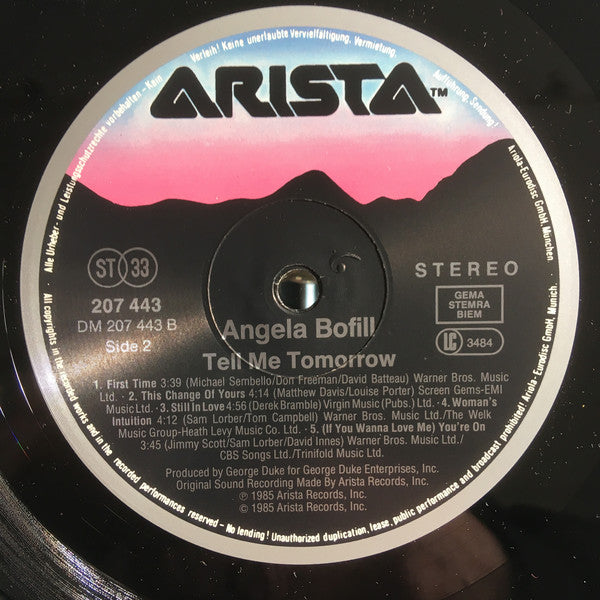 Alle Urheber- und Leistungsschutzrechte vorbehalten - Kein Verleih! Keine unerlaubte Vervielfältigung, Vermietung, Aufführung, Sendung!
ARISTA™
Ariola-Eurodisc GmbH, München.
ST 33
STEREO
207 443
DM 207 443 B
Side 2
GEMA
STEMRA
BIEM
LC 3484
Angela Bofill
Tell Me Tomorrow
1. First Time 3:39 (Michael Sembello/Don Freeman/David Batteau) Warner Bros. Music
Ltd. · 2. This Change Of Yours 4:14 (Matthew Davis/Louise Porter) Screen Gems-EMI
Music Ltd. · 3. Still in Love 4:56 (Derek Bramble) Virgin Music (Pubs.) Ltd. · 4. Woman's
Intuition 4:12 (Sam Lorber/Tom Campbell) Warner Bros. Music Ltd./The Welk
Music Group-Heath Levy Music Co. Ltd. · 5. (If You Wanna Love Me) You're On
3:45 (Jimmy Scott/Sam Lorber/David Innes) Warner Bros. Music Ltd./
CBS Songs Ltd./Trinifold Music Ltd.
Produced by George Duke for George Duke Enterprises, Inc.
Original Sound Recording Made By Arista Records, Inc.
℗ 1985 Arista Records, Inc.
© 1985 Arista Records, Inc.
All copyrights in the recorded works and in the recorded performances reserved - No lending! Unauthorized duplication, lease, public performance and broadcast prohibited! Ariola-Eurodisc GmbH, Munich.